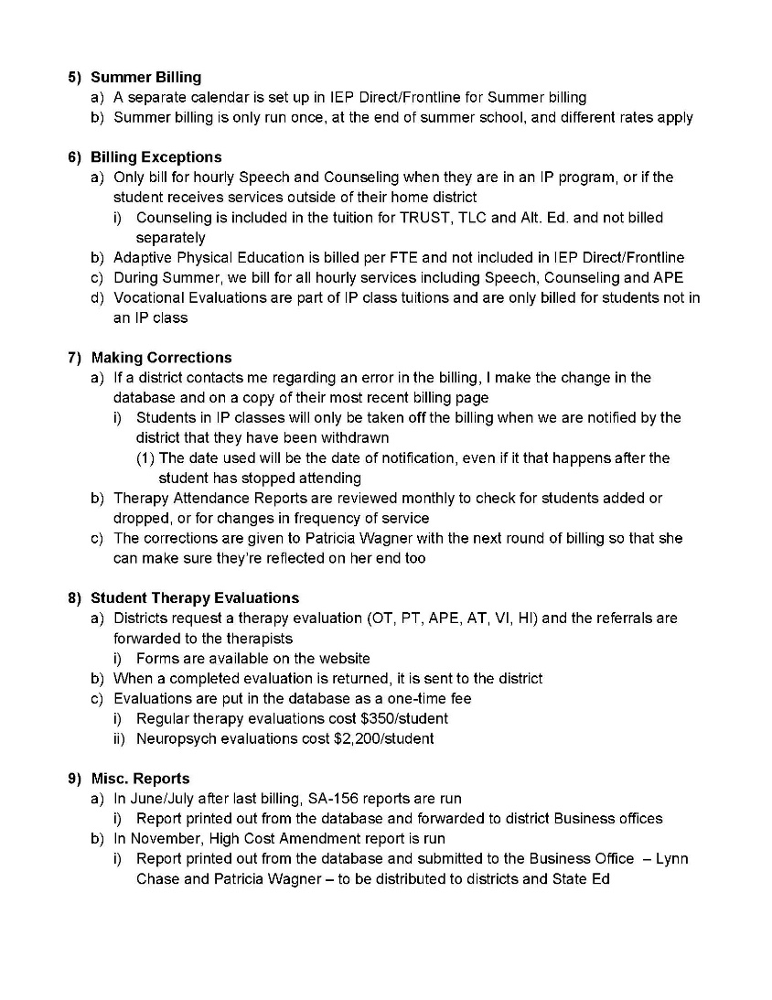 5) Summer Billing
a) A separate calendar is set up in IEP Direct/Frontline for Summer billing
b) Summer billing is only run once, at the end of summer school, and different rates apply
6) Billing Exceptions
a) Only bill for hourly Speech and Counseling when they are in an IP program, or if the
student receives services outside of their home district
i) Counseling is included in the tuition for TRUST, TLC and Alt. Ed. and not billed
separately
b) Adaptive Physical Education is billed per FTE and not included in IEP Direct/Frontline
c) During Summer, we bill for all hourly services including Speech, Counseling and APE
d) Vocational Evaluations are part of IP class tuitions and are only billed for students not in
an IP class
7) Making Corrections
a) If a district contacts me regarding an error in the billing, I make the change in the
database and on a copy of their most recent billing page
i) Students in IP classes will only be taken off the billing when we are notified by the
district that they have been withdrawn
(1) The date used will be the date of notification, even if it that happens after the
student has stopped attending
b) Therapy Attendance Reports are reviewed monthly to check for students added or
dropped, or for changes in frequency of service
c) The corrections are given to Patricia Wagner with the next round of billing so that she
can make sure they're reflected on her end too
8) Student Therapy Evaluations
a) Districts request a therapy evaluation (OT, PT, APE, AT, VI, HI) and the referrals are
forwarded to the therapists
i) Forms are available on the website
b) When a completed evaluation is returned, it is sent to the district
c) Evaluations are put in the database as a one-time fee
i) Regular therapy evaluations cost $350/student
ii) Neuropsych evaluations cost $2,200/student
9) Misc. Reports
a) In June/July after last billing, SA-156 reports are run
i) Report printed out from the database and forwarded to district Business offices
b) In November, High Cost Amendment report is run
i) Report printed out from the database and submitted to the Business Office – Lynn
Chase and Patricia Wagner – to be distributed to districts and State Ed